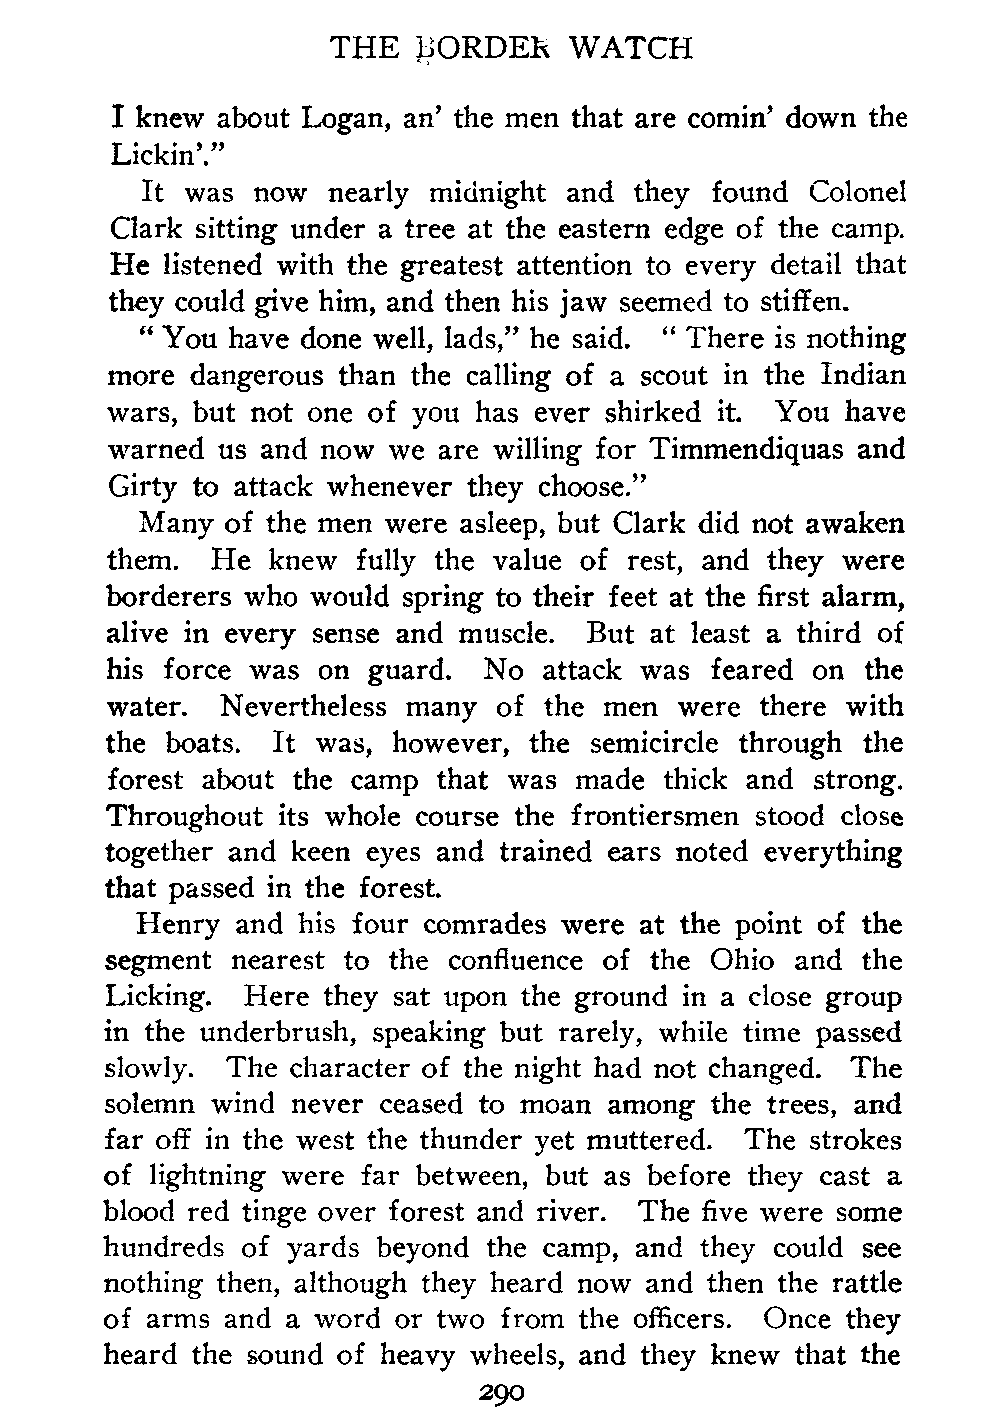 THE BORDER WATCH
I knew about Logan, an' the men that are comin' down the
Lickin'."
It was now nearly midnight and they found Colonel
Clark sitting under a tree at the eastern edge of the camp.
He listened with the greatest attention to every detail that
they could give him, and then his jaw seemed to stiffen.
" You have done well, lads," he said. " There is nothing
more dangerous than the calling of a scout in the Indian
wars, but not one of you has ever shirked it. You have
warned us and now we are willing for Timmendiquas and
Girty to attack whenever they choose."
Many of the men were asleep, but Clark did not awaken
them. He knew fully the value of rest, and they were
borderers who would spring to their feet at the first alarm,
alive in every sense and muscle. But at least a third of
his force was on guard. No attack was feared on the
water. Nevertheless many of the men were there with
the boats. It was, however, the semicircle through the
forest about the camp that was made thick and strong.
Throughout its whole course the frontiersmen stood close
together and keen eyes and trained ears noted everything
that passed in the forest.
Henry and his four comrades were at the point of the
segment nearest to the confluence of the Ohio and the
Licking. Here they sat upon the ground in a close group
in the underbrush, speaking but rarely, while time passed
slowly. The character of the night had not changed. The
solemn wind never ceased to moan among the trees, and
far off in the west the thunder yet muttered. The strokes
of lightning were far between, but as before they cast a
blood red tinge over forest and river. The five were some
hundreds of yards beyond the camp, and they could see
nothing then, although they heard now and then the rattle
of arms and a word or two from the officers. Once they
heard the sound of heavy wheels, and they knew that the
290